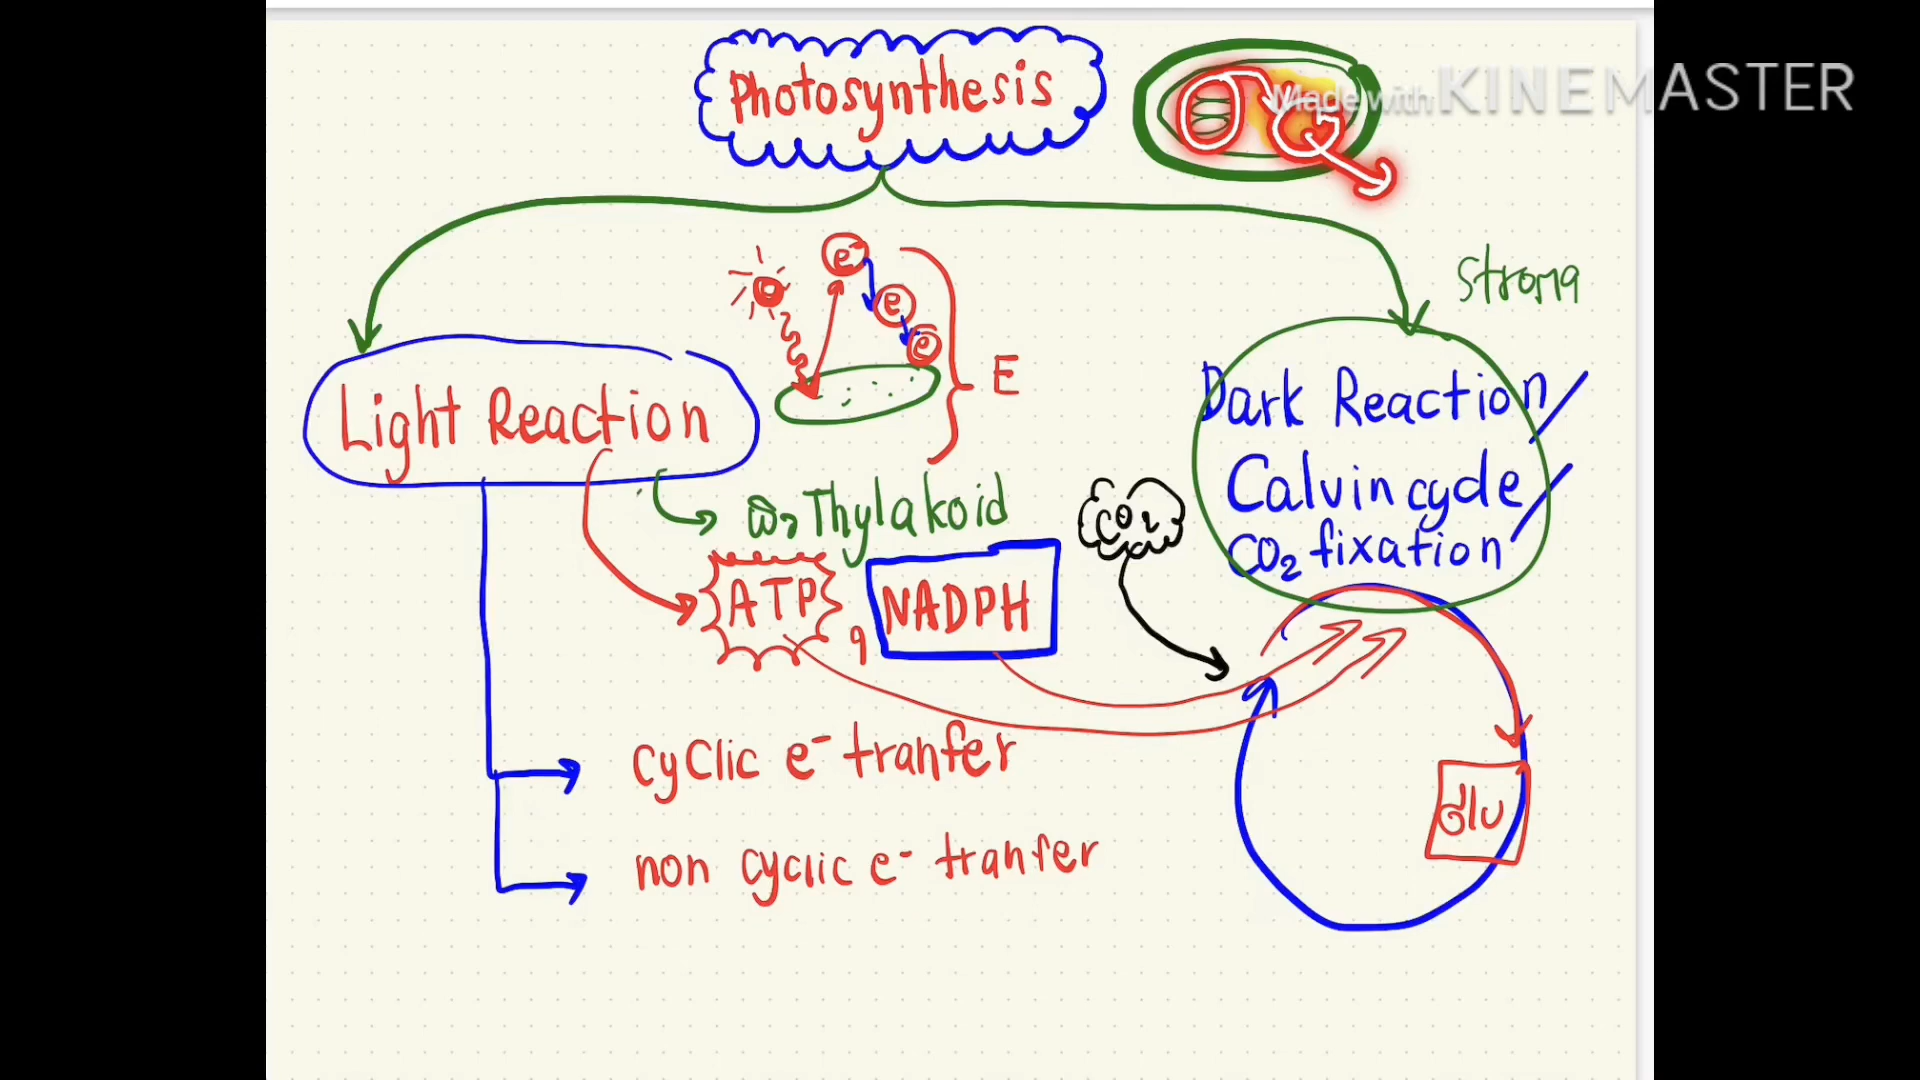 Photosynthesis
Made with KINEMASTER
Stroma
e-
e
e
E
Light Reaction
Dark Reaction/
Calvin cycle/
CO2 fixation
Thylakoid
CO2
ATP, NADPH
cyclic e- tranfer
Glu
non cyclic e- tranfer